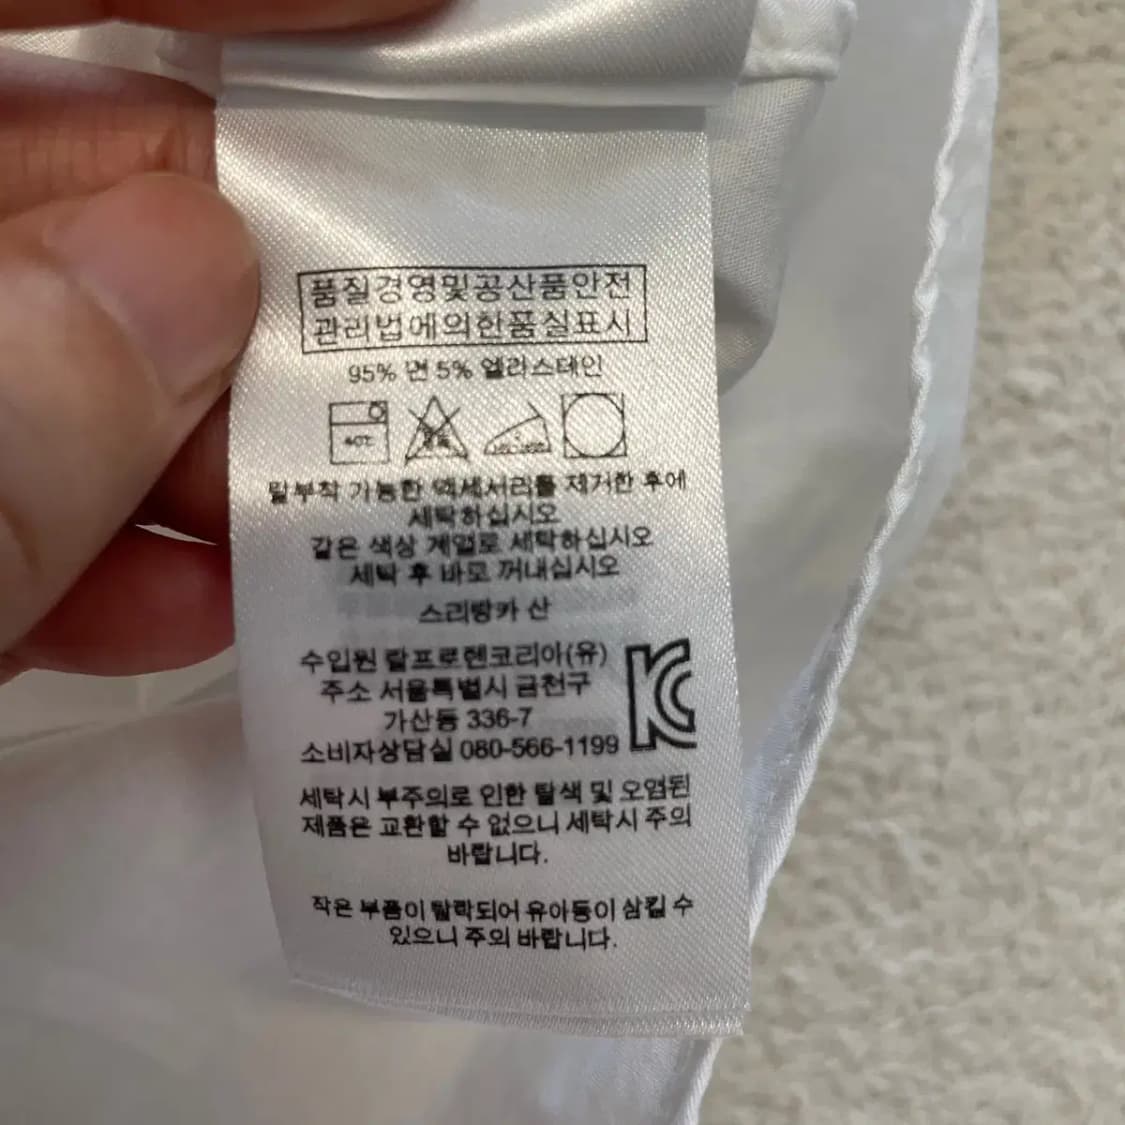 품질경영및공산품안전
관리법에의한품질표시
95% 면 5% 엘라스테인
40℃
탈부착 가능한 액세서리를 제거한 후에
세탁하십시오
같은 색상 계열로 세탁하십시오
세탁 후 바로 꺼내십시오
스리랑카 산
수입원 랄프로렌코리아(유)
주소 서울특별시 금천구
가산동 336-7
소비자상담실 080-566-1199
세탁시 부주의로 인한 탈색 및 오염된
제품은 교환할 수 없으니 세탁시 주의
바랍니다.
작은 부품이 탈락되어 유아등이 삼킬 수
있으니 주의 바랍니다.